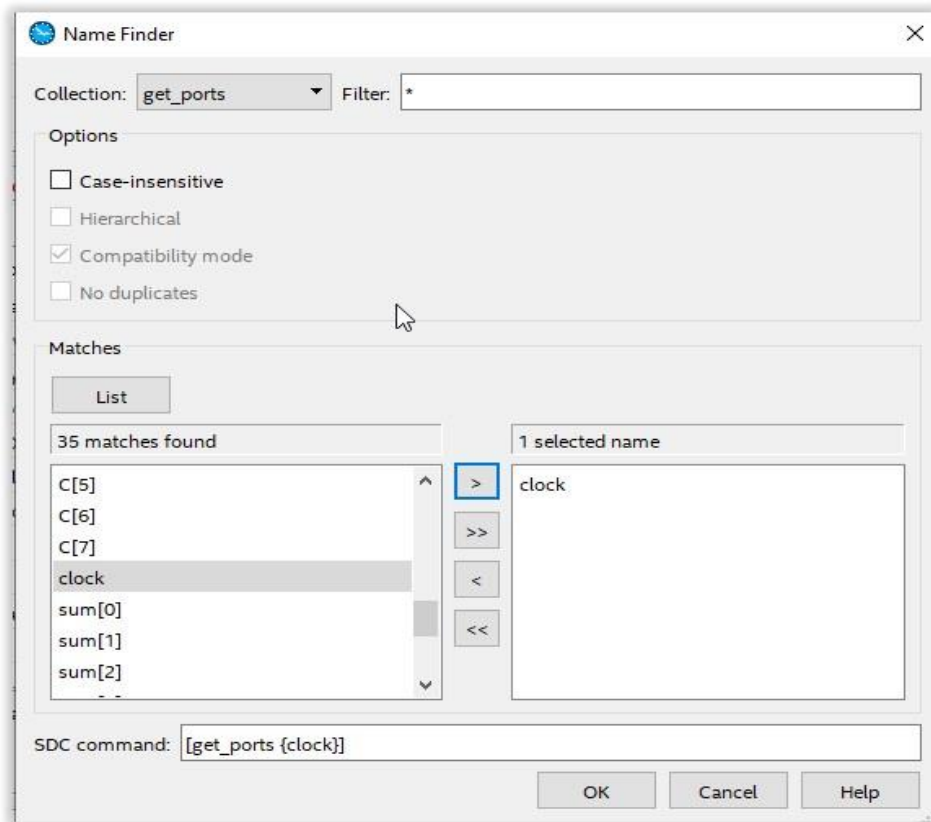 Name Finder
Collection: get_ports Filter: *
Options
Case-insensitive
Hierarchical
Compatibility mode
No duplicates
Matches
List
35 matches found 1 selected name
C[5] > clock
C[6]
>>
C[7]
clock <
sum[0]
<<
sum[1]
sum[2]
SDC command: [get_ports {clock}]
OK Cancel Help